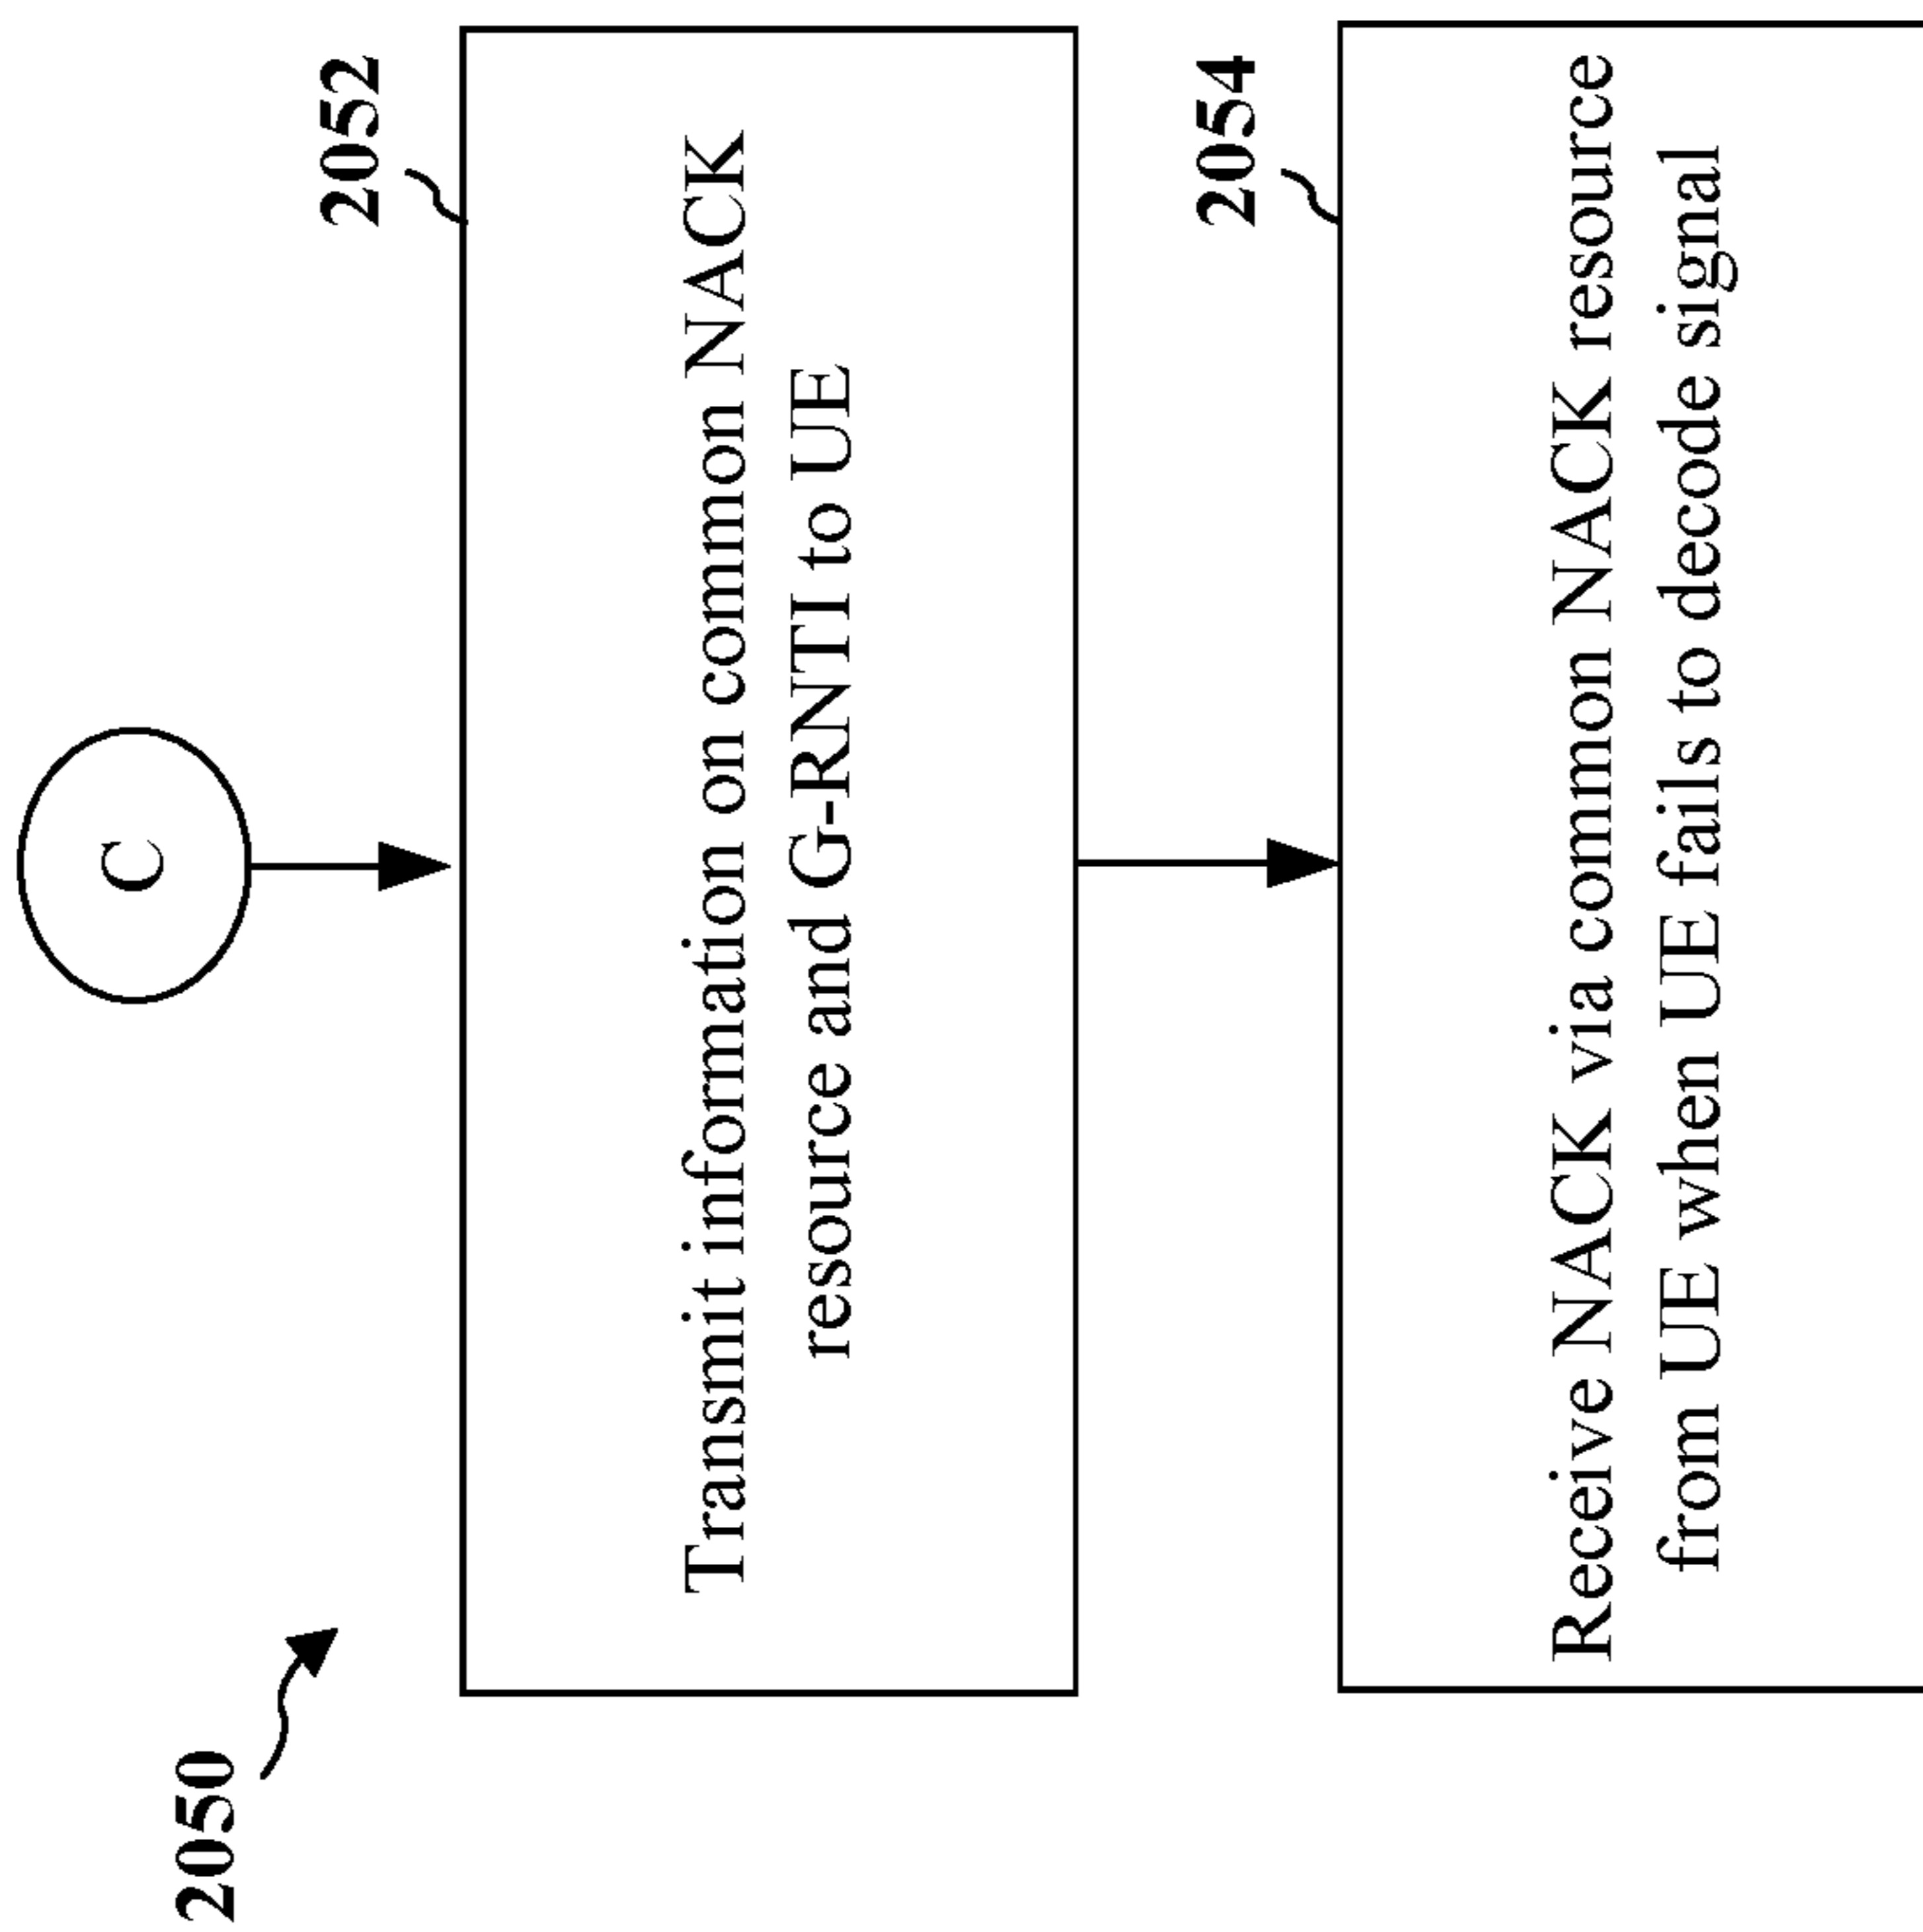 2050
C
2052
Transmit information on common NACK
resource and G-RNTI to UE
2054
Receive NACK via common NACK resource
from UE when UE fails to decode signal